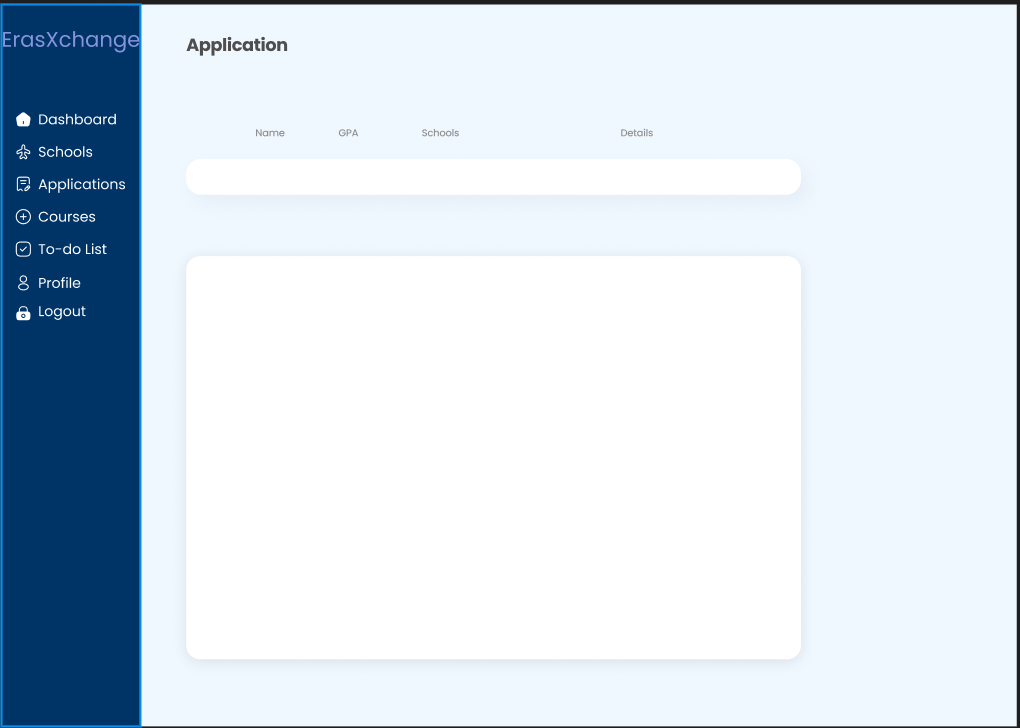 ErasXchange
Application
Dashboard
Schools
Applications
Courses
To-do List
Profile
Logout
Name GPA Schools Details